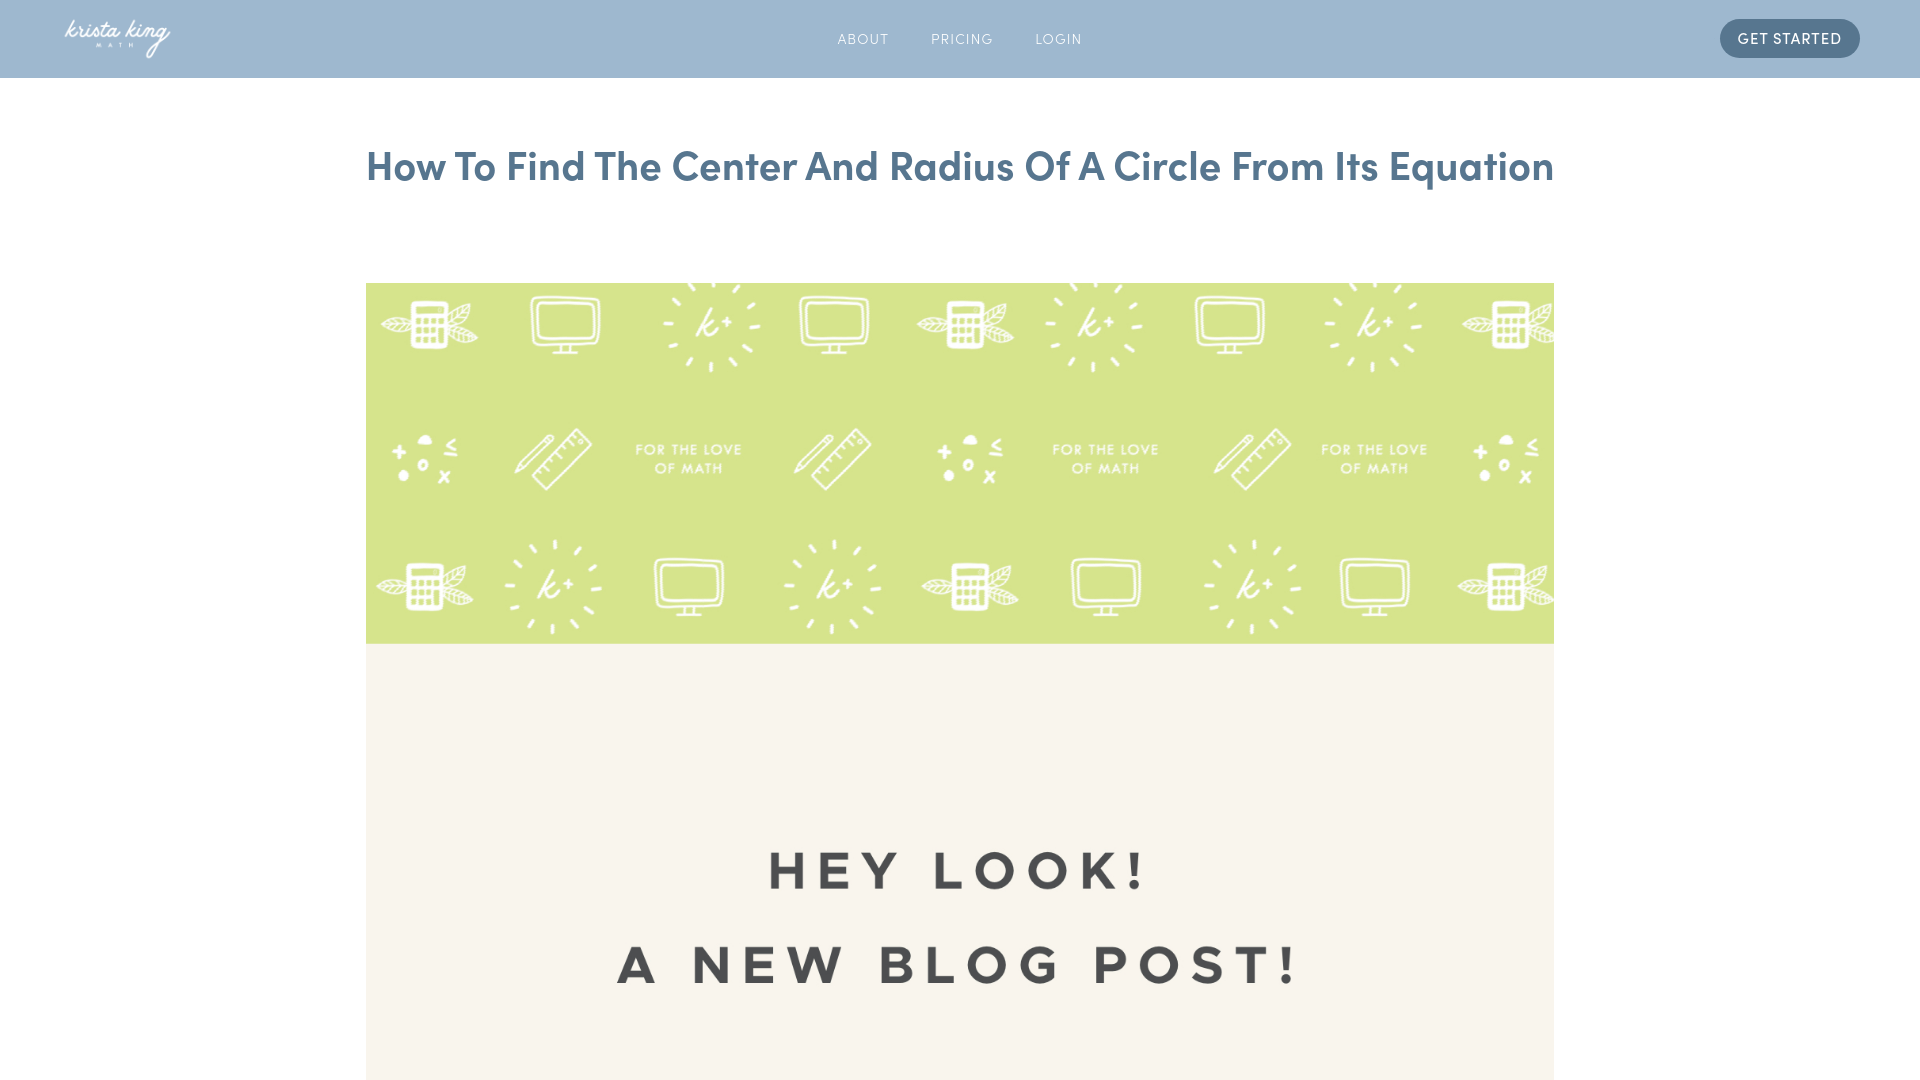 krista king
MATH
ABOUT PRICING LOGIN
GET STARTED
How To Find The Center And Radius Of A Circle From Its Equation
k+ k+ k+
FOR THE LOVE OF MATH
FOR THE LOVE OF MATH
FOR THE LOVE OF MATH
k+ k+ k+
HEY LOOK!
A NEW BLOG POST!